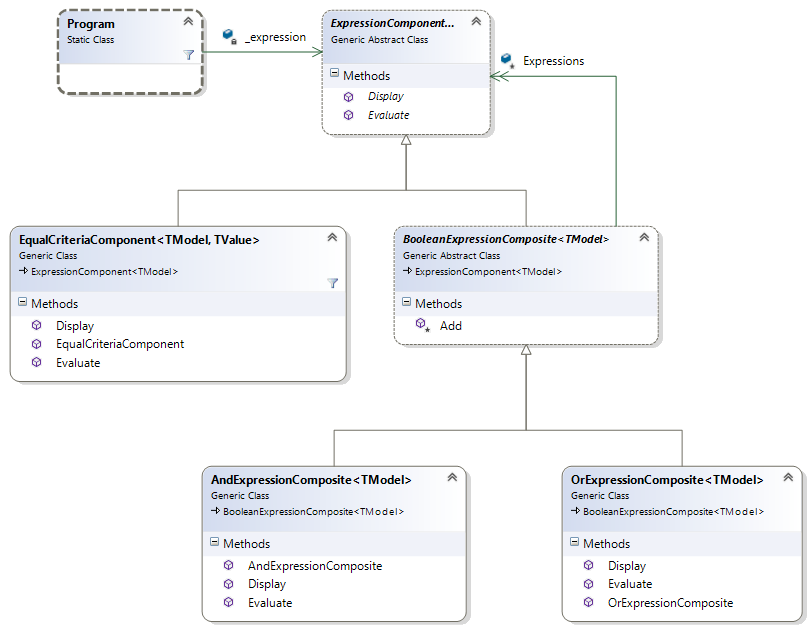 Program
Static Class
_expression
ExpressionComponent...
Generic Abstract Class
Methods
Display
Evaluate
Expressions
EqualCriteriaComponent<TModel, TValue>
Generic Class
ExpressionComponent<TModel>
Methods
Display
EqualCriteriaComponent
Evaluate
BooleanExpressionComposite<TModel>
Generic Abstract Class
ExpressionComponent<TModel>
Methods
Add
AndExpressionComposite<TModel>
Generic Class
BooleanExpressionComposite<TModel>
Methods
AndExpressionComposite
Display
Evaluate
OrExpressionComposite<TModel>
Generic Class
BooleanExpressionComposite<TModel>
Methods
Display
Evaluate
OrExpressionComposite